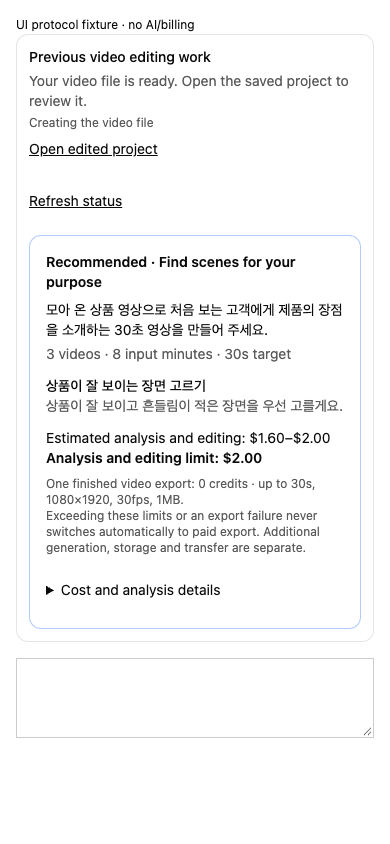 UI protocol fixture · no AI/billing
Previous video editing work
Your video file is ready. Open the saved project to
review it.
Creating the video file
Open edited project
Refresh status
Recommended · Find scenes for your
purpose
모아 온 상품 영상으로 처음 보는 고객에게 제품의 장점
을 소개하는 30초 영상을 만들어 주세요.
3 videos · 8 input minutes · 30s target
상품이 잘 보이는 장면 고르기
상품이 잘 보이고 흔들림이 적은 장면을 우선 고를게요.
Estimated analysis and editing: $1.60–$2.00
Analysis and editing limit: $2.00
One finished video export: 0 credits · up to 30s,
1080×1920, 30fps, 1MB.
Exceeding these limits or an export failure never
switches automatically to paid export. Additional
generation, storage and transfer are separate.
▶ Cost and analysis details